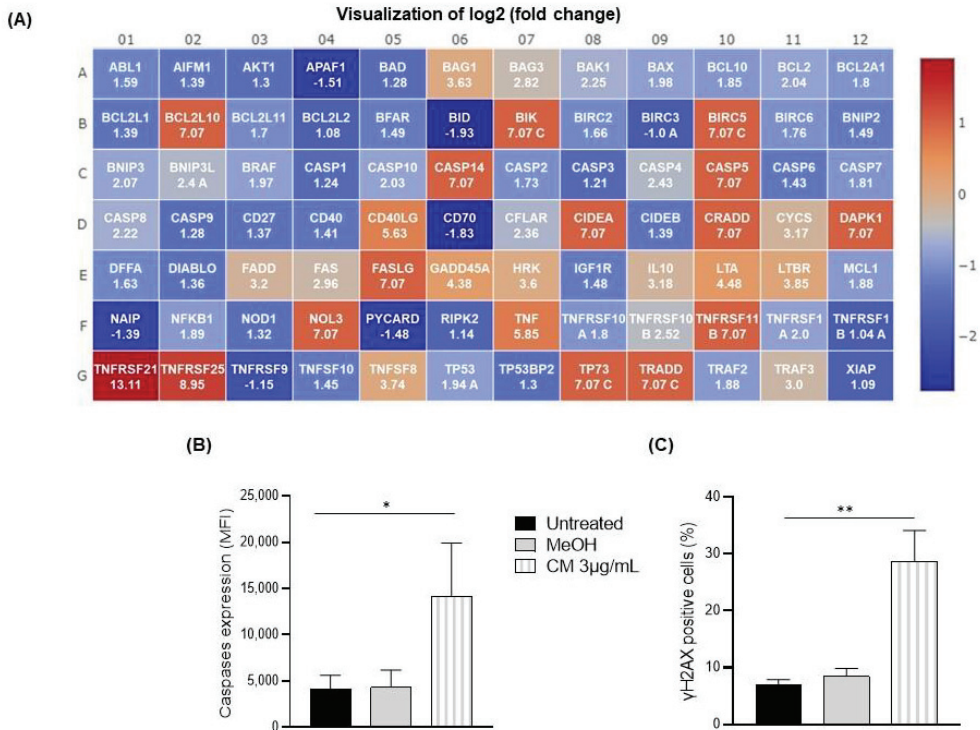 (A)
Visualization of log2 (fold change)
01 02 03 04 05 06 07 08 09 10 11 12
A
ABL1 AIFM1 AKT1 APAF1 BAD BAG1 BAG3 BAK1 BAX BCL10 BCL2 BCL2A1
1.59 1.39 1.3 -1.51 1.28 3.63 2.82 2.25 1.98 1.85 2.04 1.8
B
BCL2L1 BCL2L10 BCL2L11 BCL2L2 BFAR BID BIK BIRC2 BIRC3 BIRC5 BIRC6 BNIP2
1.39 7.07 1.7 1.08 1.49 -1.93 7.07 C 1.66 -1.0 A 7.07 C 1.76 1.49
C
BNIP3 BNIP3L BRAF CASP1 CASP10 CASP14 CASP2 CASP3 CASP4 CASP5 CASP6 CASP7
2.07 2.4 A 1.97 1.24 2.03 7.07 1.73 1.21 2.43 7.07 1.43 1.81
D
CASP8 CASP9 CD27 CD40 CD40LG CD70 CFLAR CIDEA CIDEB CRADD CYCS DAPK1
2.22 1.28 1.37 1.41 5.63 -1.83 2.36 7.07 1.39 7.07 3.17 7.07
E
DFFA DIABLO FADD FAS FASLG GADD45A HRK IGF1R IL10 LTA LTBR MCL1
1.63 1.36 3.2 2.96 7.07 4.38 3.6 1.48 3.18 4.48 3.85 1.88
F
NAIP NFKB1 NOD1 NOL3 PYCARD RIPK2 TNF TNFRSF10 TNFRSF10 TNFRSF11 TNFRSF1 TNFRSF1
-1.39 1.89 1.32 7.07 -1.48 1.14 5.85 A 1.8 B 2.52 B 7.07 A 2.0 B 1.04 A
G
TNFRSF21 TNFRSF25 TNFRSF9 TNFSF10 TNFSF8 TP53 TP53BP2 TP73 TRADD TRAF2 TRAF3 XIAP
13.11 8.95 -1.15 1.45 3.74 1.94 A 1.3 7.07 C 7.07 C 1.88 3.0 1.09
1
0
−1
−2
(B)
Caspases expression (MFI)
25,000
20,000
15,000
10,000
5,000
0
*
Untreated
MeOH
CM 3µg/mL
(C)
γH2AX positive cells (%)
40
30
20
10
0
**